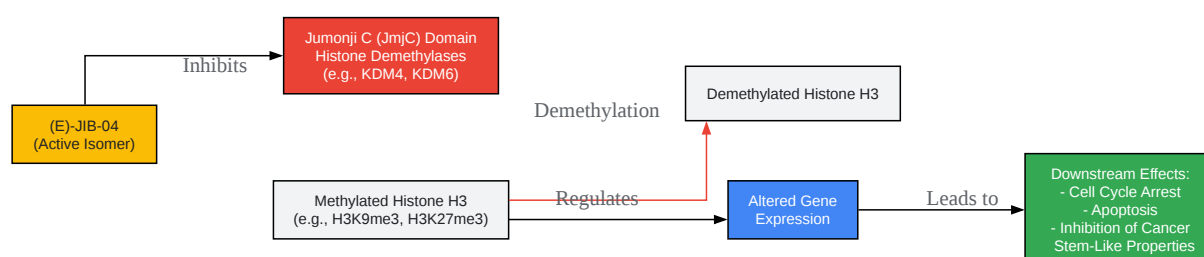 Jumonji C (JmjC) Domain
Histone Demethylases
(e.g., KDM4, KDM6)
Inhibits
(E)-JIB-04
(Active Isomer)
Demethylated Histone H3
Demethylation
Methylated Histone H3
(e.g., H3K9me3, H3K27me3)
Regulates
Altered Gene
Expression
Leads to
Downstream Effects:
- Cell Cycle Arrest
- Apoptosis
- Inhibition of Cancer
Stem-Like Properties